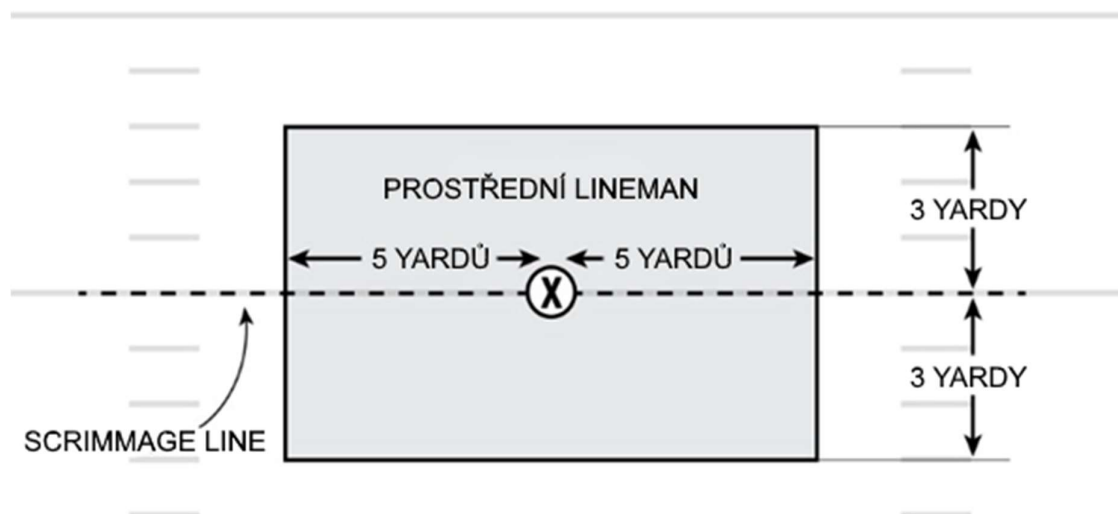 PROSTŘEDNÍ LINEMAN
5 YARDŮ 5 YARDŮ
3 YARDY
X
3 YARDY
SCRIMMAGE LINE